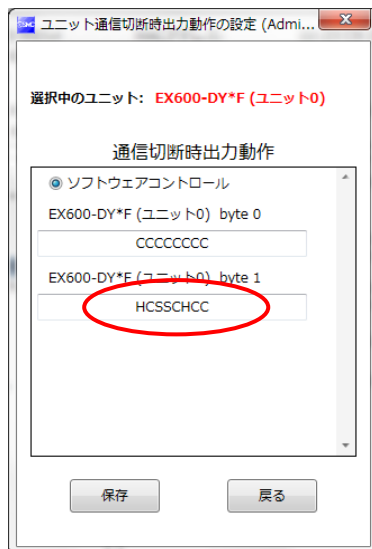 ユニット通信切断時出力動作の設定 (Admi...
選択中のユニット: EX600-DY*F (ユニット0)
通信切断時出力動作
ソフトウェアコントロール
EX600-DY*F (ユニット0) byte 0
CCCCCCCC
EX600-DY*F (ユニット0) byte 1
HCSSCHCC
保存
戻る